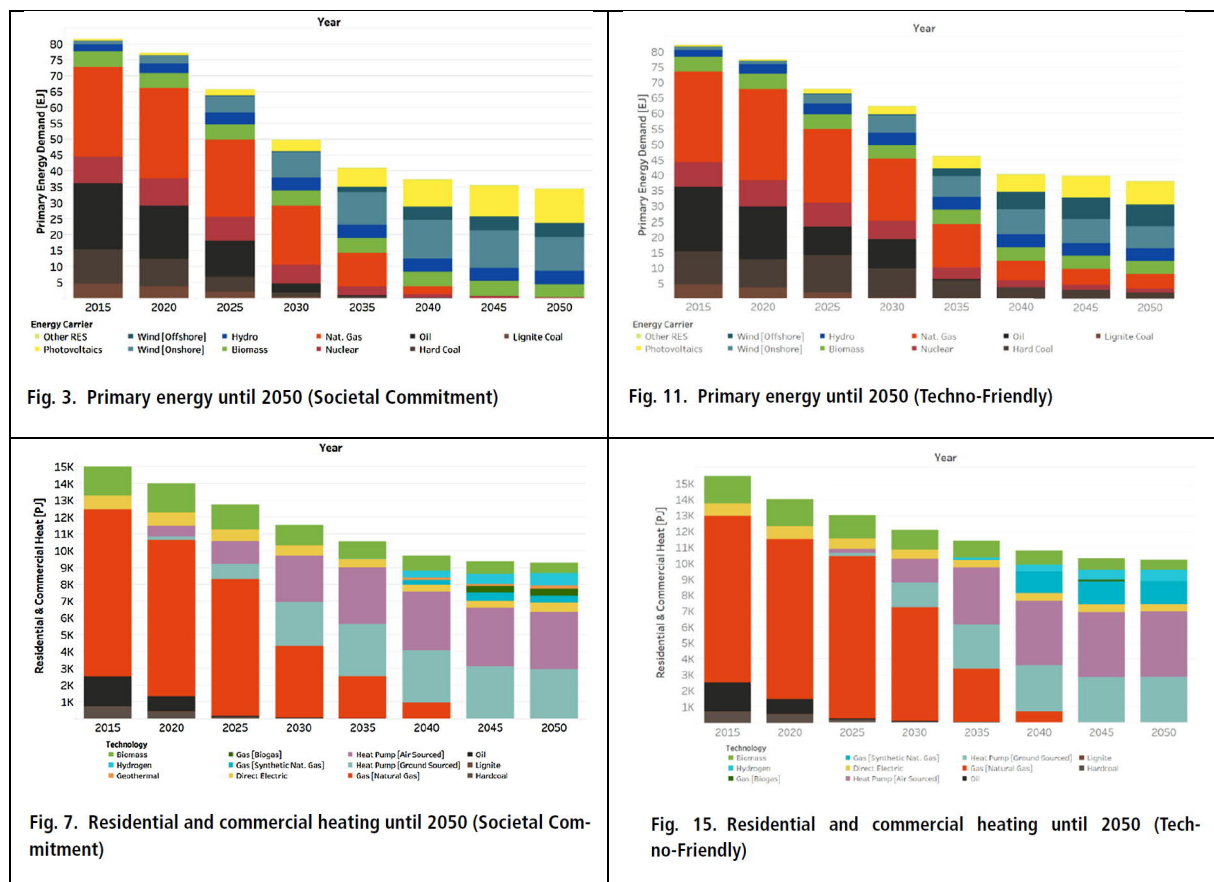 Year
Primary Energy Demand [EJ]
80
75
70
65
60
55
50
45
40
35
30
25
20
15
10
5
2015 2020 2025 2030 2035 2040 2045 2050
Energy Carrier
Other RES Wind [Offshore] Hydro Nat. Gas Oil Lignite Coal
Photovoltaics Wind [Onshore] Biomass Nuclear Hard Coal
Fig. 3. Primary energy until 2050 (Societal Commitment)
Year
Primary Energy Demand [EJ]
80
75
70
65
60
55
50
45
40
35
30
25
20
15
10
5
2015 2020 2025 2030 2035 2040 2045 2050
Energy Carrier
Other RES Wind [Offshore] Hydro Nat. Gas Oil Lignite Coal
Photovoltaics Wind [Onshore] Biomass Nuclear Hard Coal
Fig. 11. Primary energy until 2050 (Techno-Friendly)
Year
Residential & Commercial Heat [PJ]
15K
14K
13K
12K
11K
10K
9K
8K
7K
6K
5K
4K
3K
2K
1K
2015 2020 2025 2030 2035 2040 2045 2050
Technology
Biomass Gas [Biogas] Heat Pump [Air Sourced] Oil
Hydrogen Gas [Synthetic Nat. Gas] Heat Pump [Ground Sourced] Lignite
Geothermal Direct Electric Gas [Natural Gas] Hardcoal
Fig. 7. Residential and commercial heating until 2050 (Societal Com-
mitment)
Year
Residential & Commercial Heat [PJ]
15K
14K
13K
12K
11K
10K
9K
8K
7K
6K
5K
4K
3K
2K
1K
2015 2020 2025 2030 2035 2040 2045 2050
Technology
Biomass Gas [Synthetic Nat. Gas] Heat Pump [Ground Sourced] Lignite
Hydrogen Direct Electric Gas [Natural Gas] Hardcoal
Gas [Biogas] Heat Pump [Air Sourced] Oil
Fig. 15. Residential and commercial heating until 2050 (Tech-
no-Friendly)